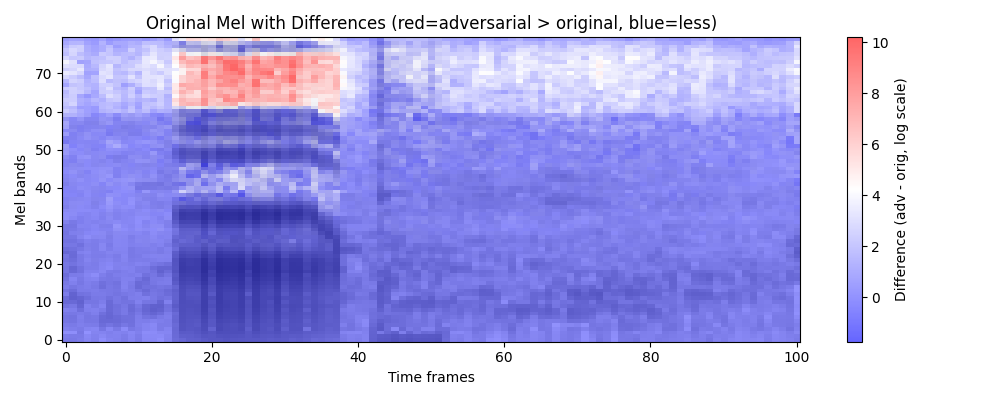 Original Mel with Differences (red=adversarial > original, blue=less)
Mel bands
70
60
50
40
30
20
10
0
0 20 40 60 80 100
Time frames
10
8
6
4
2
0
Difference (adv - orig, log scale)